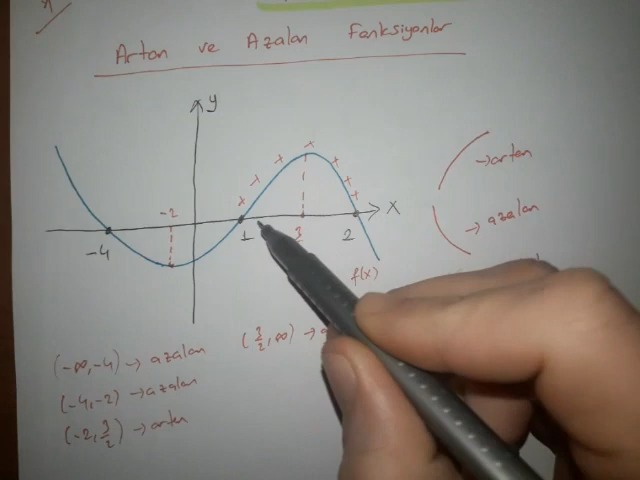 Artan ve Azalan Fonksiyonlar
y
-2
x
-4
1
3/2
2
f(x)
→ artan
→ azalan
(-∞,-4) → azalan
(-4,-2) → azalan
(-2, 3/2) → artan
(3/2, ∞) → a